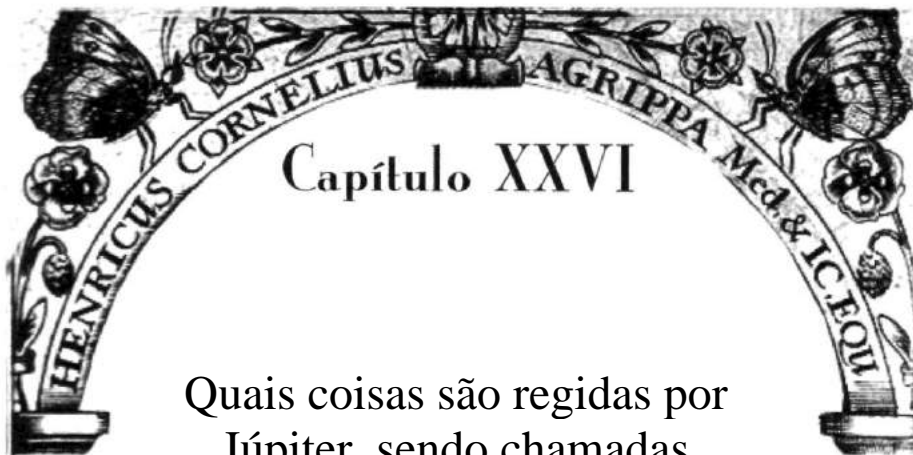 HENRICUS CORNELIUS AGRIPPA Med. & IC. EQU
Capítulo XXVI
Quais coisas são regidas por
Júpiter, sendo chamadas